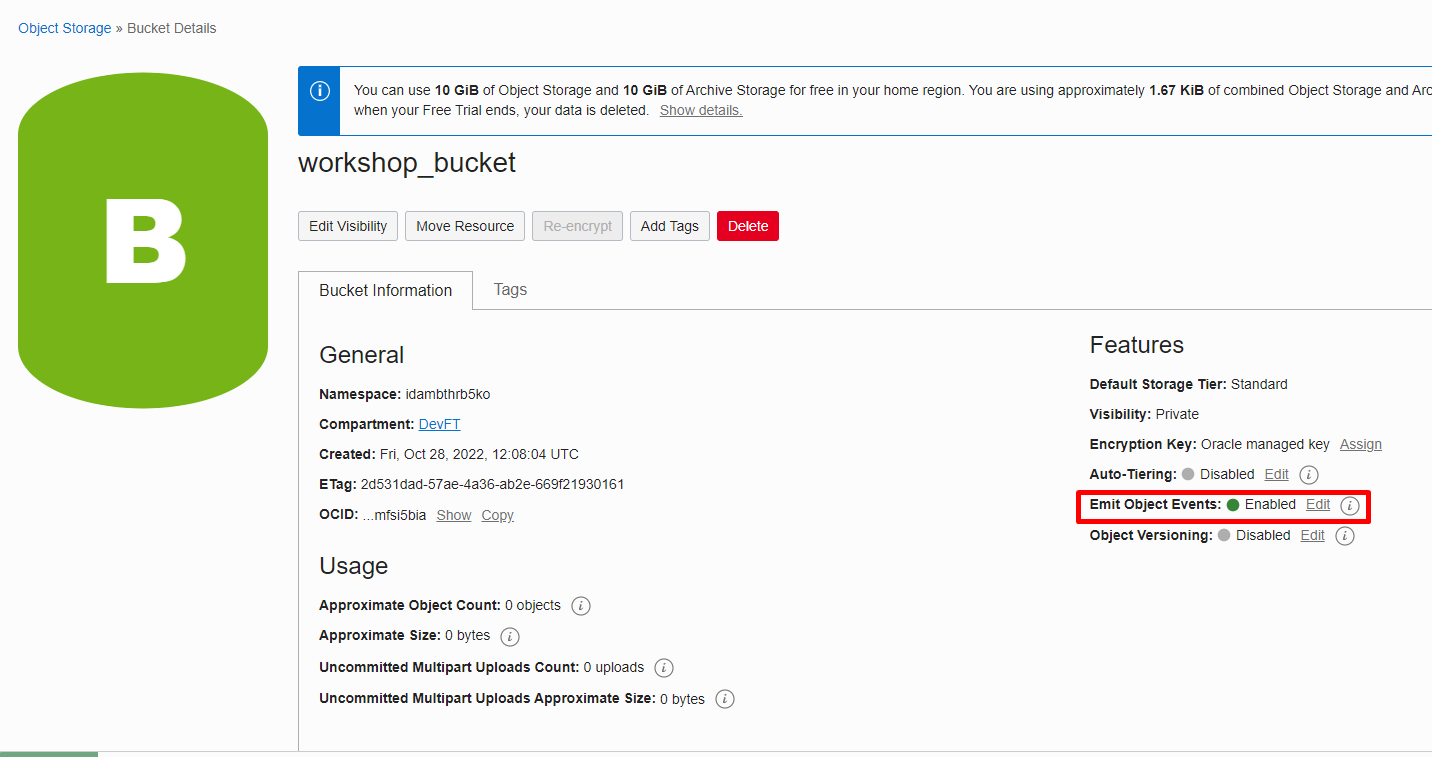 Object Storage » Bucket Details
B
You can use 10 GiB of Object Storage and 10 GiB of Archive Storage for free in your home region. You are using approximately 1.67 KiB of combined Object Storage and Arc
when your Free Trial ends, your data is deleted. Show details.
workshop_bucket
Edit Visibility Move Resource Re-encrypt Add Tags Delete
Bucket Information Tags
General
Namespace: idambthrb5ko
Compartment: DevFT
Created: Fri, Oct 28, 2022, 12:08:04 UTC
ETag: 2d531dad-57ae-4a36-ab2e-669f21930161
OCID: ...mfsi5bia Show Copy
Usage
Approximate Object Count: 0 objects
Approximate Size: 0 bytes
Uncommitted Multipart Uploads Count: 0 uploads
Uncommitted Multipart Uploads Approximate Size: 0 bytes
Features
Default Storage Tier: Standard
Visibility: Private
Encryption Key: Oracle managed key Assign
Auto-Tiering: Disabled Edit
Emit Object Events: Enabled Edit
Object Versioning: Disabled Edit